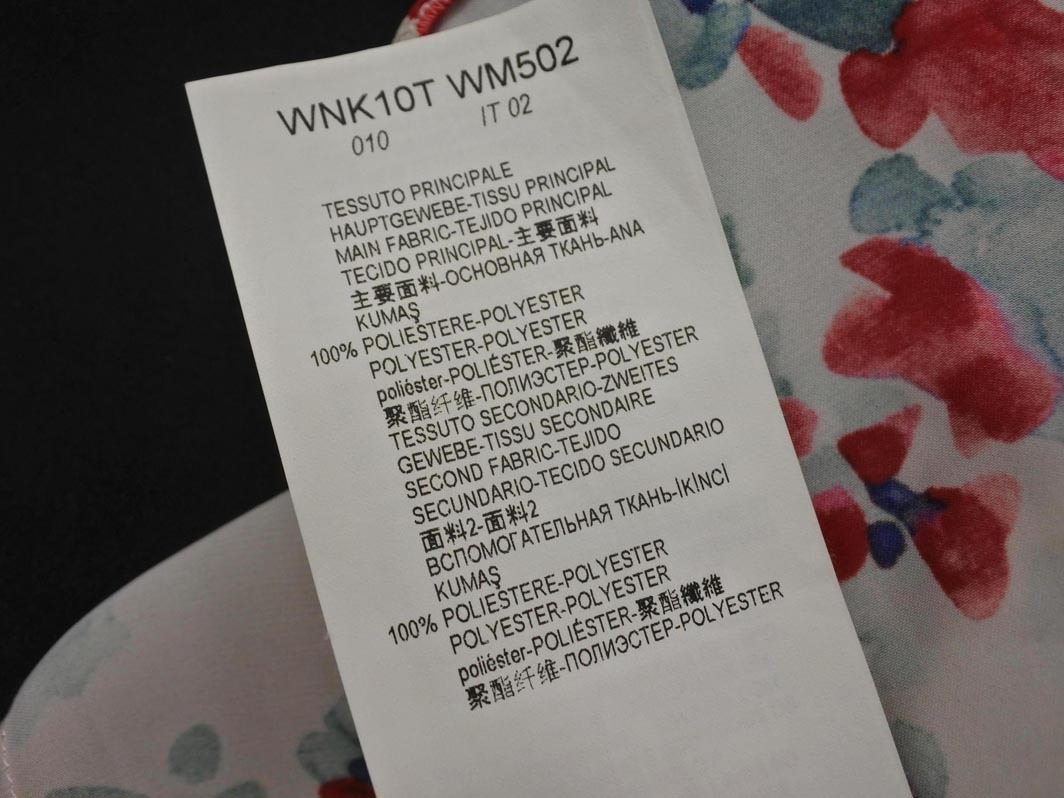 WNK10T WM502
010 IT 02
TESSUTO PRINCIPALE
HAUPTGEWEBE-TISSU PRINCIPAL
MAIN FABRIC-TEJIDO PRINCIPAL
TECIDO PRINCIPAL-主要面料
主要面料-ОСНОВНАЯ ТКАНЬ-ANA
KUMAŞ
100% POLIESTERE-POLYESTER
POLYESTER-POLYESTER
poliéster-POLIÉSTER-聚酯纖維
聚酯纤维-ПОЛИЭСТЕР-POLYESTER
TESSUTO SECONDARIO-ZWEITES
GEWEBE-TISSU SECONDAIRE
SECOND FABRIC-TEJIDO
SECUNDARIO-TECIDO SECUNDARIO
面料2-面料2
ВСПОМОГАТЕЛЬНАЯ ТКАНЬ-İKİNCİ
KUMAŞ
100% POLIESTERE-POLYESTER
POLYESTER-POLYESTER
poliéster-POLIÉSTER-聚酯纖維
聚酯纤维-ПОЛИЭСТЕР-POLYESTER